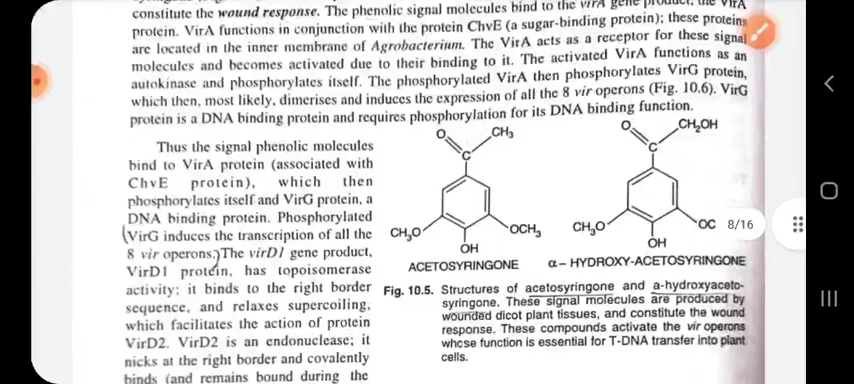 constitute the wound response. The phenolic signal molecules bind to the virA gene product, the VirA
protein. VirA functions in conjunction with the protein ChvE (a sugar-binding protein); these proteins
are located in the inner membrane of Agrobacterium. The VirA acts as a receptor for these signal
molecules and becomes activated due to their binding to it. The activated VirA functions as an
autokinase and phosphorylates itself. The phosphorylated VirA then phosphorylates VirG protein,
which then, most likely, dimerises and induces the expression of all the 8 vir operons (Fig. 10.6). VirG
protein is a DNA binding protein and requires phosphorylation for its DNA binding function.
Thus the signal phenolic molecules
bind to VirA protein (associated with
ChvE protein), which then
phosphorylates itself and VirG protein, a
DNA binding protein. Phosphorylated
(VirG induces the transcription of all the
8 vir operons.) The virD1 gene product,
VirD1 protein, has topoisomerase
activity; it binds to the right border
sequence, and relaxes supercoiling,
which facilitates the action of protein
VirD2. VirD2 is an endonuclease; it
nicks at the right border and covalently
binds (and remains bound during the
O CH₃
C
CH₃O OCH₃
OH
ACETOSYRINGONE
O CH₂OH
C
CH₃O OC
OH
α– HYDROXY-ACETOSYRINGONE
8/16
Fig. 10.5. Structures of acetosyringone and a-hydroxyaceto-
syringone. These signal molecules are produced by
wounded dicot plant tissues, and constitute the wound
response. These compounds activate the vir operons
whose function is essential for T-DNA transfer into plant
cells.